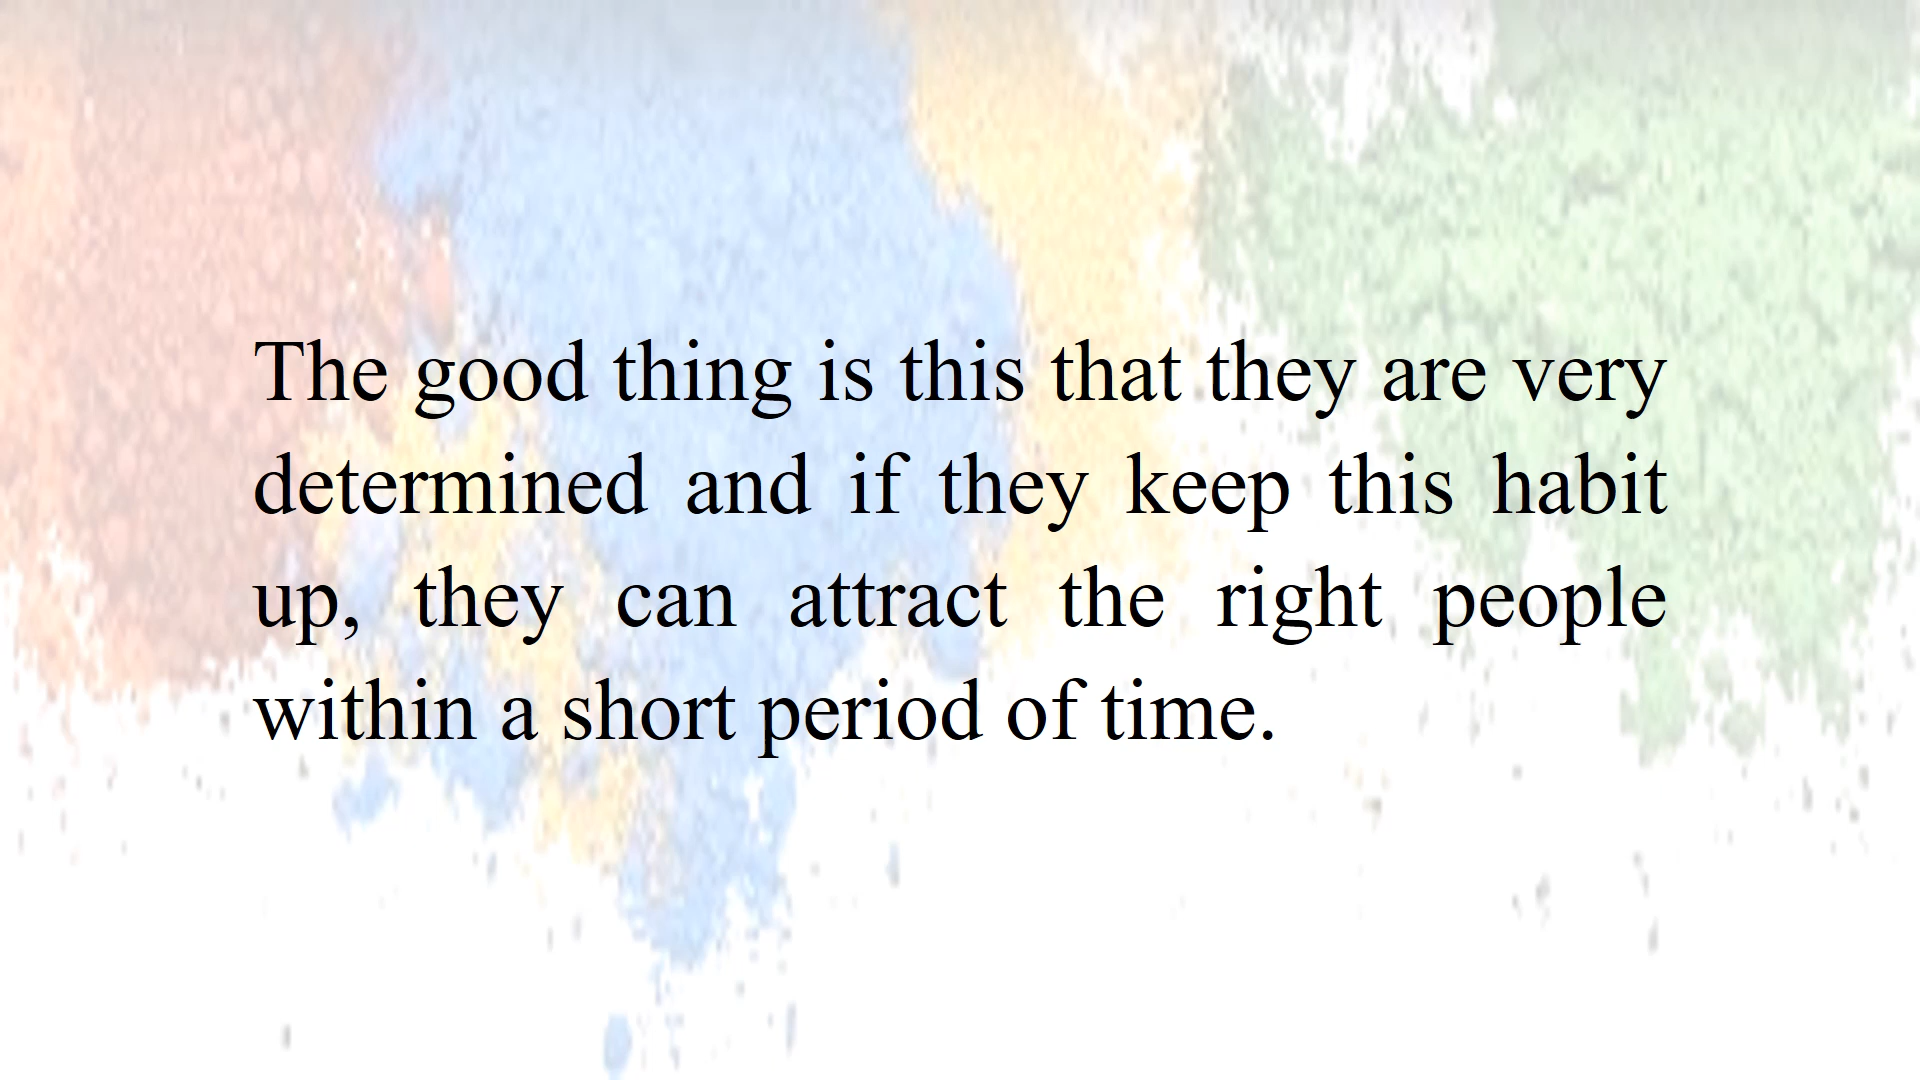 The good thing is this that they are very
determined and if they keep this habit
up, they can attract the right people
within a short period of time.